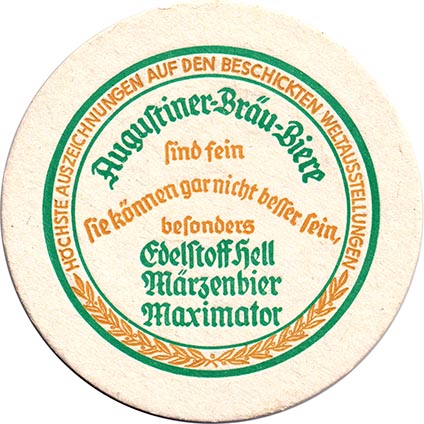 HÖCHSTE AUSZEICHNUNGEN AUF DEN BESCHICKTEN WELTAUSSTELLUNGEN
Augustiner-Bräu-Biere
sind fein
sie können gar nicht besser sein,
besonders
Edelstoff Hell
Märzenbier
Maximator